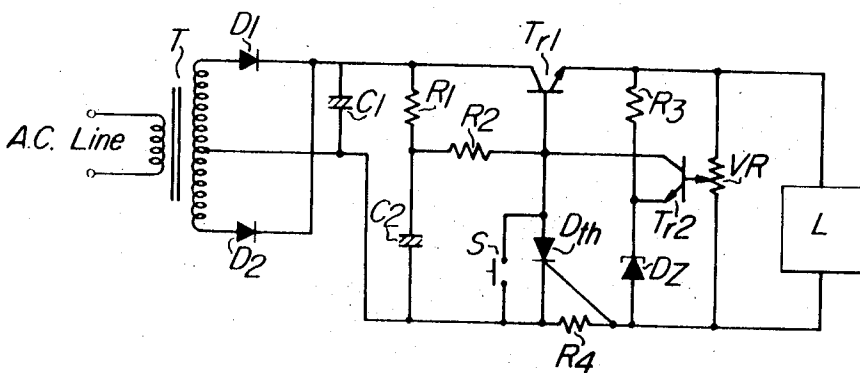 D1
T
Tr1
C1
R1
R2
R3
A.C. Line
VR
Tr2
D2
C2
S
Dth
DZ
L
R4